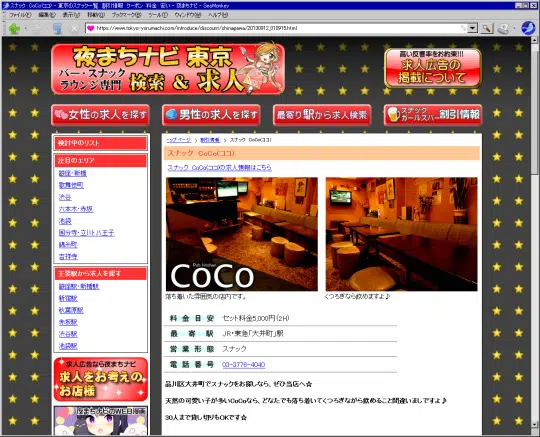 スナック CoCo(ココ) - 東京のスナック一覧 割引情報 クーポン 料金 安い - 夜まちナビ - SeaMonkey
ファイル(F) 編集(E) 表示(V) 移動(G) ブックマーク(B) ツール(T) ウィンドウ(W) ヘルプ(H)
https://www.tokyo-yorumachi.com/introduce/discount/shinagawa/20130812_010915.html
夜まちナビ 東京
バー・スナック
ラウンジ専門
検索 & 求人
高い反響率をお約束!!!
求人広告の
掲載について
女性の求人を探す
男性の求人を探す
最寄り駅から求人検索
スナック
ガールズバー
割引情報
検討中のリスト
注目のエリア
銀座・新橋
歌舞伎町
渋谷
六本木・赤坂
池袋
国分寺・立川・八王子
錦糸町
吉祥寺
主要駅から求人を探す
銀座駅・新橋駅
新宿駅
秋葉原駅
赤坂駅
渋谷駅
池袋駅
求人広告なら夜まちナビ
求人をお考えの
お店様
夜まちナビのWEB漫画
トップページ > 割引情報 > スナック CoCo(ココ)
スナック CoCo(ココ)
スナック CoCo(ココ)の求人情報はこちら
Pub Kitchen
CoCo
落ち着いた雰囲気の店内です。
くつろぎながら飲めますよ♪
料金目安 セット料金5,000円(2H)
最寄駅 JR・東急「大井町」駅
営業形態 スナック
電話番号 03-3776-4040
品川区大井町でスナックをお探しなら、ぜひ当店へ☆
天然の可愛い子が多いCoCoなら、どなたでも落ち着いてくつろぎながら飲めること間違いましですよ♪
30人まで貸し切りもOKです☆